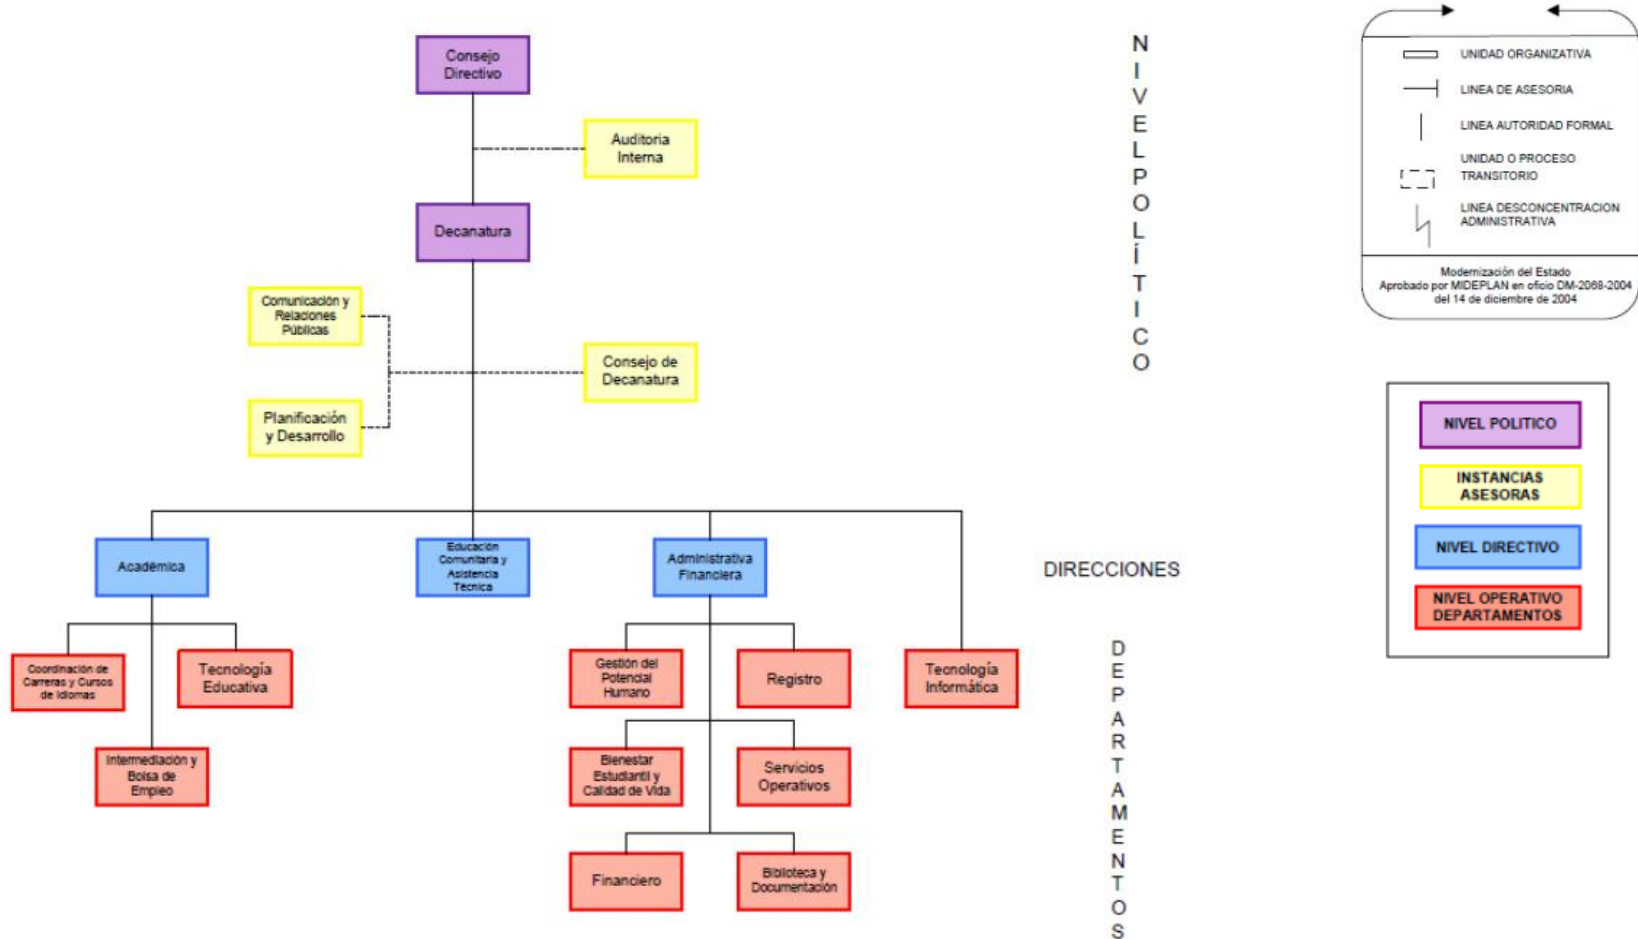 Consejo
Directivo
Auditoria
Interna
Decanatura
Comunicación y
Relaciones
Públicas
Consejo de
Decanatura
Planificación
y Desarrollo
Académica
Educación
Comunitaria y
Asistencia
Técnica
Administrativa
Financiera
Coordinación de
Carreras y Cursos
de Idiomas
Tecnología
Educativa
Gestión del
Potencial
Humano
Registro
Tecnología
Informática
Intermediación y
Bolsa de
Empleo
Bienestar
Estudiantil y
Calidad de Vida
Servicios
Operativos
Financiero
Biblioteca y
Documentación
NIVEL POLÍTICO
DIRECCIONES
DEPARTAMENTOS
UNIDAD ORGANIZATIVA
LINEA DE ASESORIA
LINEA AUTORIDAD FORMAL
UNIDAD O PROCESO
TRANSITORIO
LINEA DESCONCENTRACION
ADMINISTRATIVA
Modernización del Estado
Aprobado por MIDEPLAN en oficio DM-2068-2004
del 14 de diciembre de 2004
NIVEL POLITICO
INSTANCIAS
ASESORAS
NIVEL DIRECTIVO
NIVEL OPERATIVO
DEPARTAMENTOS